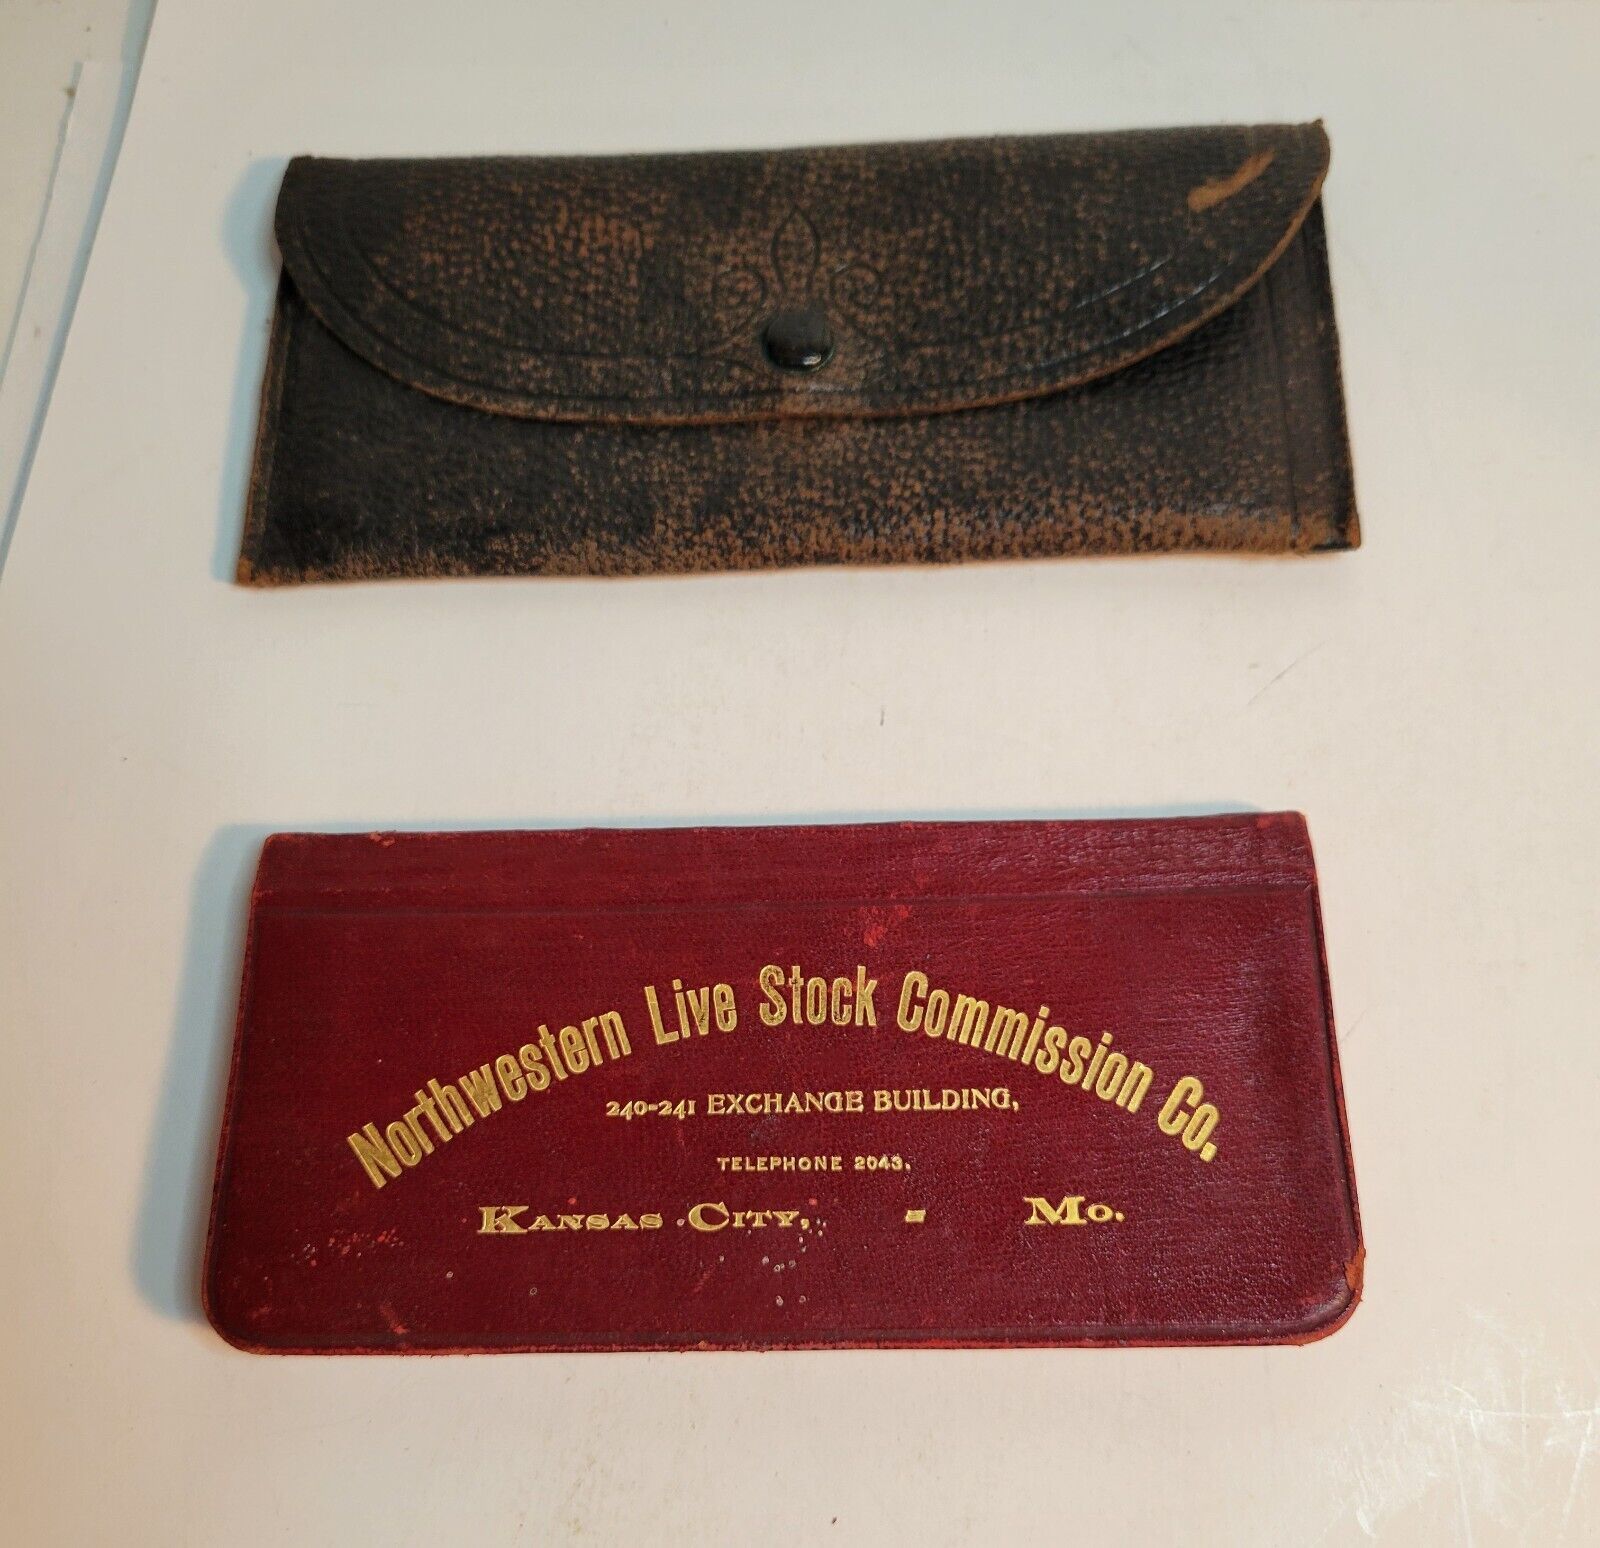 Northwestern Live Stock Commission Co.
240-241 EXCHANGE BUILDING,
TELEPHONE 2043.
KANSAS CITY, - MO.